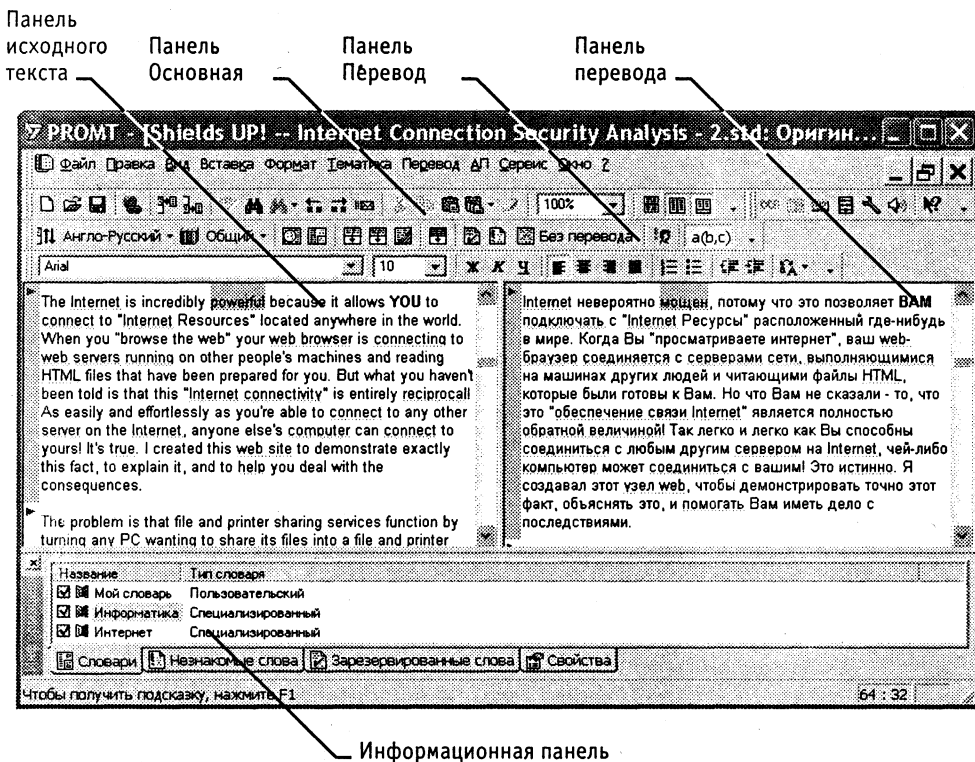 Панель
исходного
текста
Панель
Основная
Панель
Перевод
Панель
перевода
PROMT - [Shields UP! -- Internet Connection Security Analysis - 2.std: Оригин...
Файл Правка Вид Вставка Формат Тематика Перевод АП Сервис Окно ?
100%
Англо-Русский Общий Без перевода a(b,c)
Arial 10 Ж К Ч
The Internet is incredibly powerful because it allows YOU to
connect to "Internet Resources" located anywhere in the world.
When you "browse the web" your web browser is connecting to
web servers running on other people's machines and reading
HTML files that have been prepared for you. But what you haven't
been told is that this "Internet connectivity" is entirely reciprocal!
As easily and effortlessly as you're able to connect to any other
server on the Internet, anyone else's computer can connect to
yours! It's true. I created this web site to demonstrate exactly
this fact, to explain it, and to help you deal with the
consequences.
The problem is that file and printer sharing services function by
turning any PC wanting to share its files into a file and printer
Internet невероятно мощен, потому что это позволяет ВАМ
подключать с "Internet Ресурсы" расположенный где-нибудь
в мире. Когда Вы "просматриваете интернет", ваш web-
браузер соединяется с серверами сети, выполняющимися
на машинах других людей и читающими файлы HTML,
которые были готовы к Вам. Но что Вам не сказали - то, что
это "обеспечение связи Internet" является полностью
обратной величиной! Так легко и легко как Вы способны
соединиться с любым другим сервером на Internet, чей-либо
компьютер может соединиться с вашим! Это истинно. Я
создавал этот узел web, чтобы демонстрировать точно этот
факт, объяснять это, и помогать Вам иметь дело с
последствиями.
Название Тип словаря
Мой словарь Пользовательский
Информатика Специализированный
Интернет Специализированный
Словари Незнакомые слова Зарезервированные слова Свойства
Чтобы получить подсказку, нажмите F1 64 : 32
Информационная панель